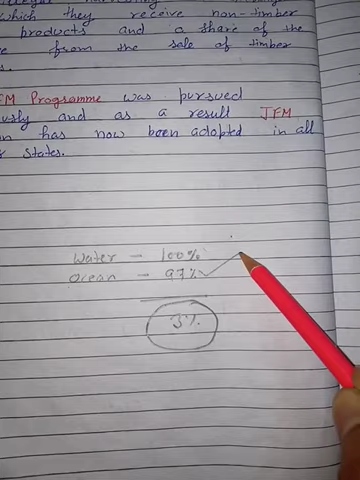 which they receive non-timber
products and a share of the
from the sale of timber
FM Programme was pursued
and as a result JFM
has now been adopted in all
States.
Water - 100%
Ocean - 97%
3%